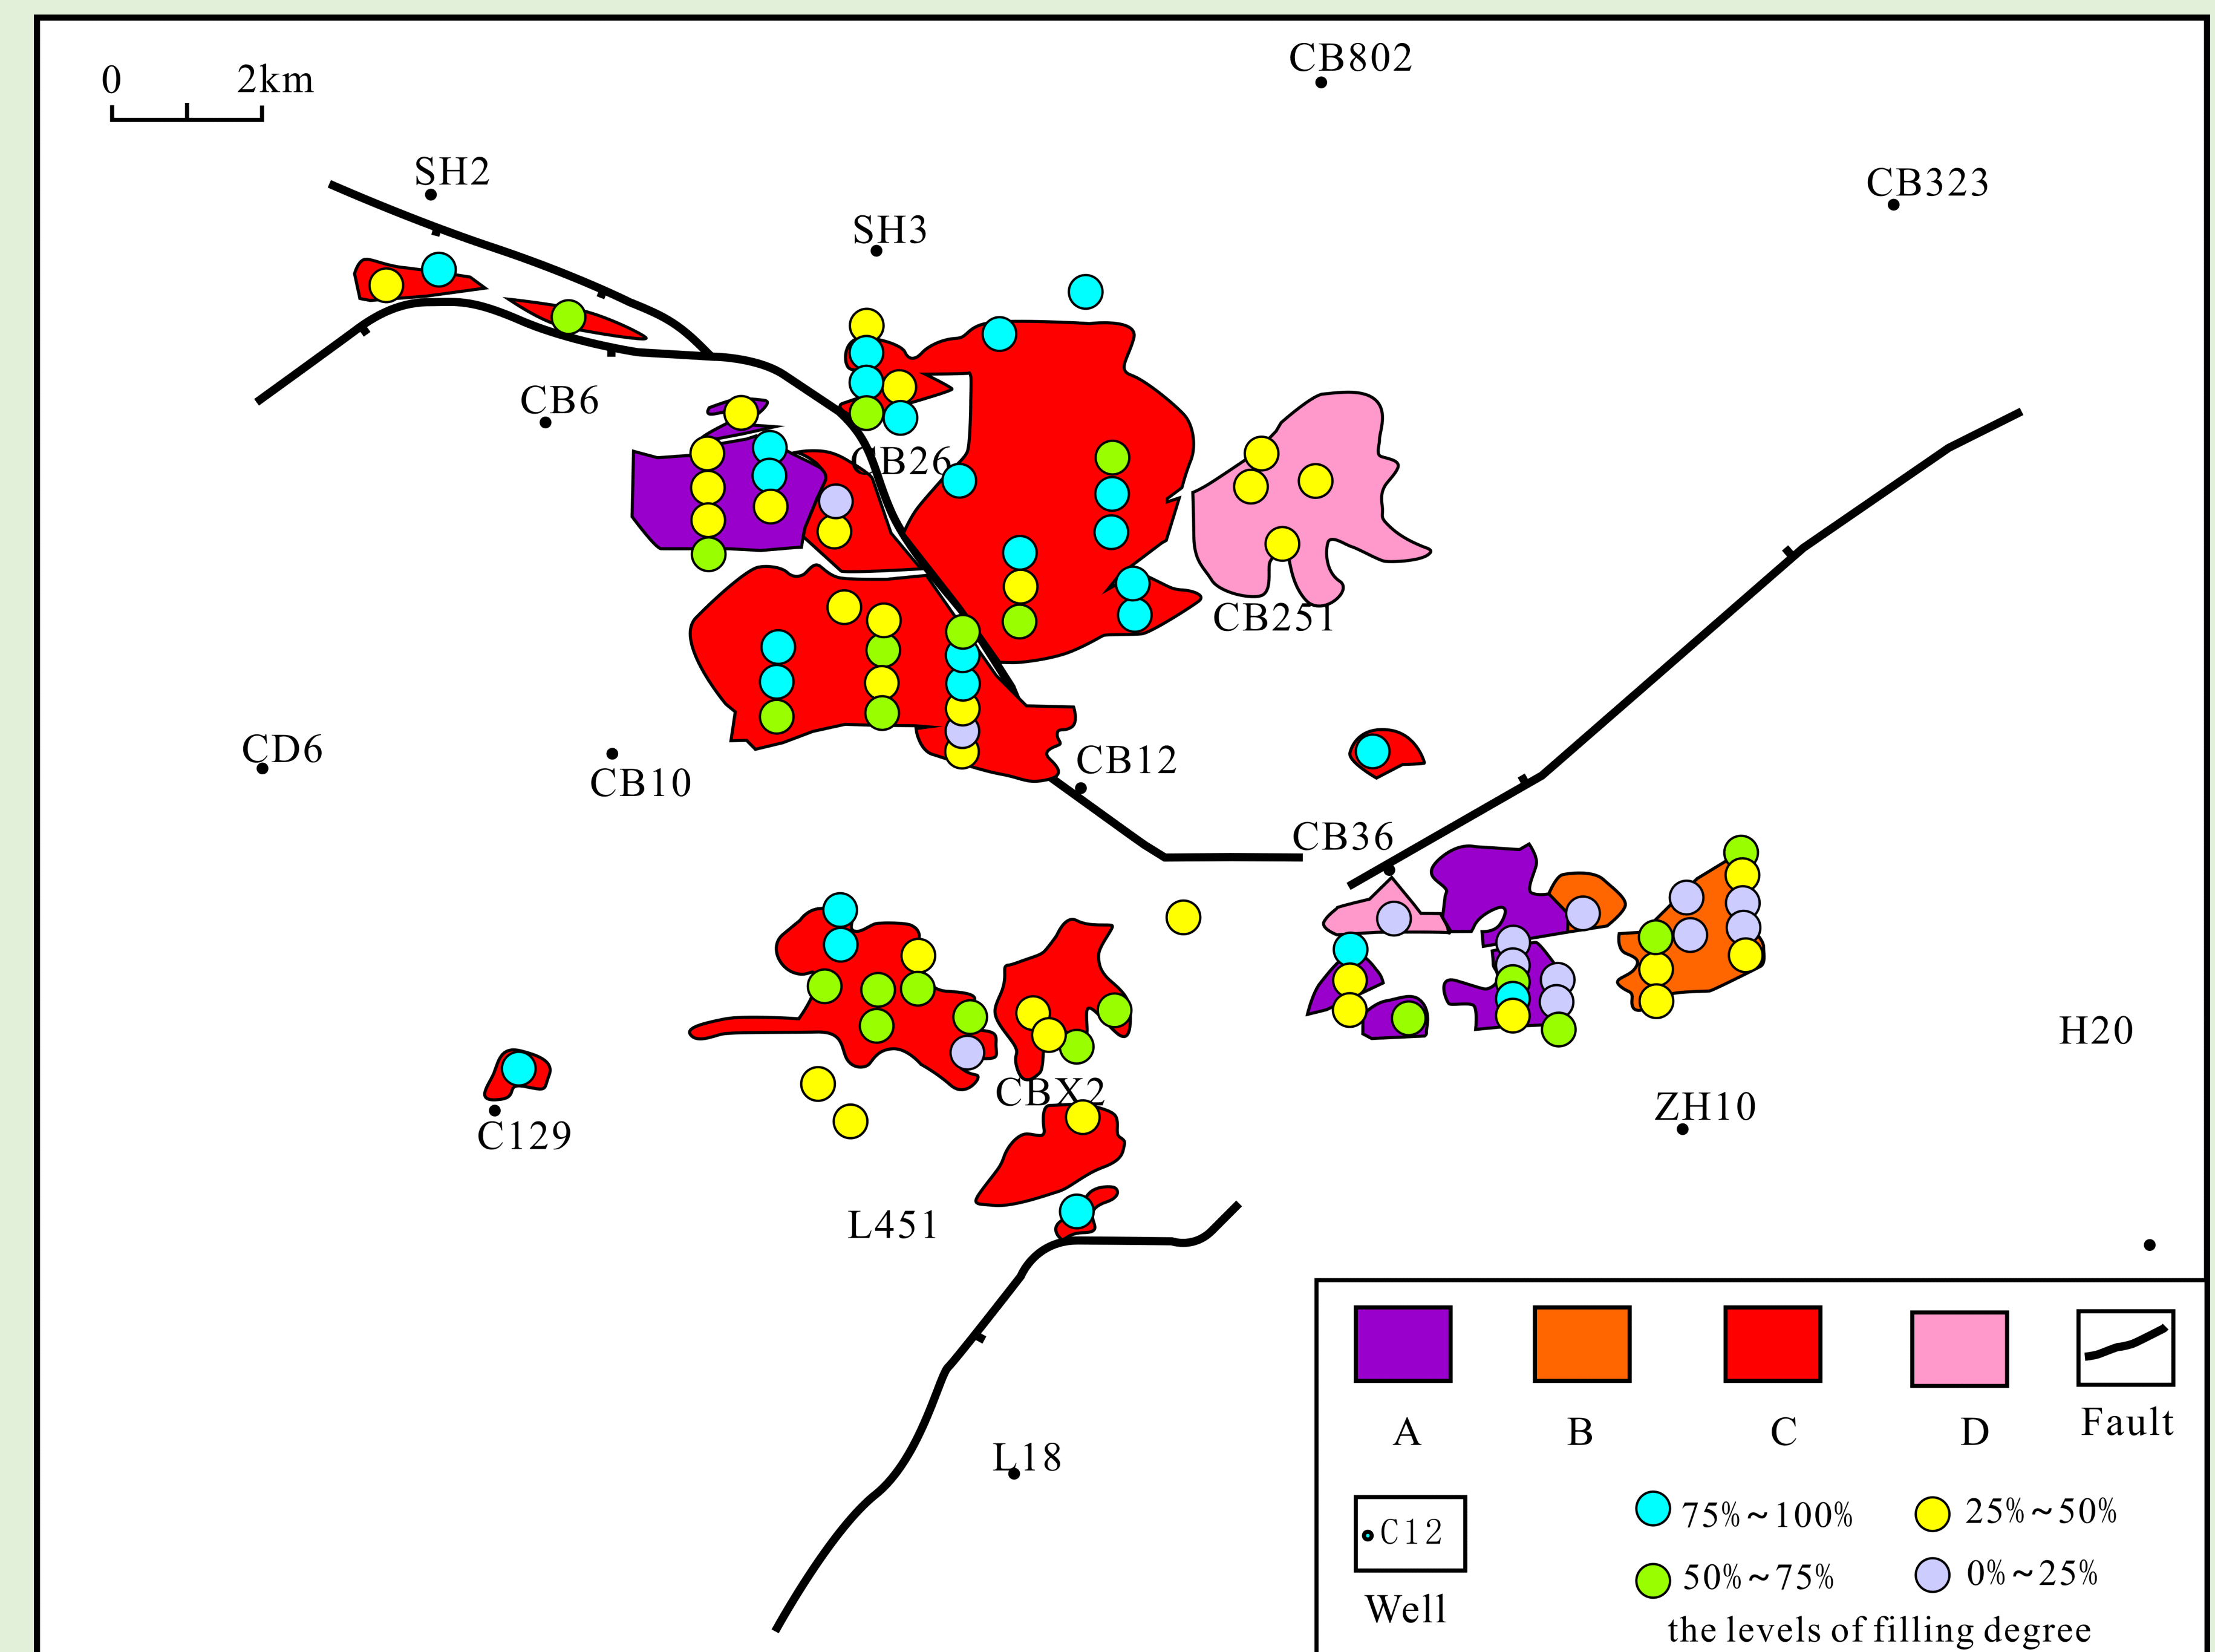 CB802
0 2km
SH2
CB323
SH3
CB6
CB26
CB251
CD6
CB10
CB12
CB36
H20
CBX2
ZH10
C129
L451
L18
A B C D Fault
C12
Well
75%~100% 25%~50%
50%~75% 0%~25%
the levels of filling degree